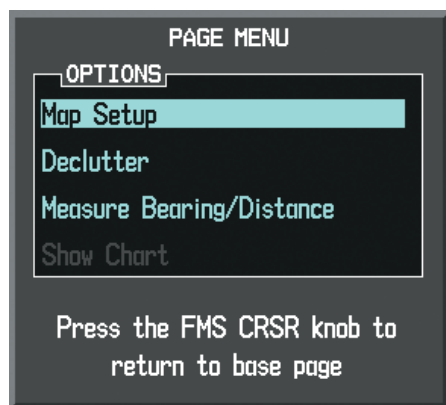 PAGE MENU
OPTIONS
Map Setup
Declutter
Measure Bearing/Distance
Show Chart
Press the FMS CRSR knob to
return to base page